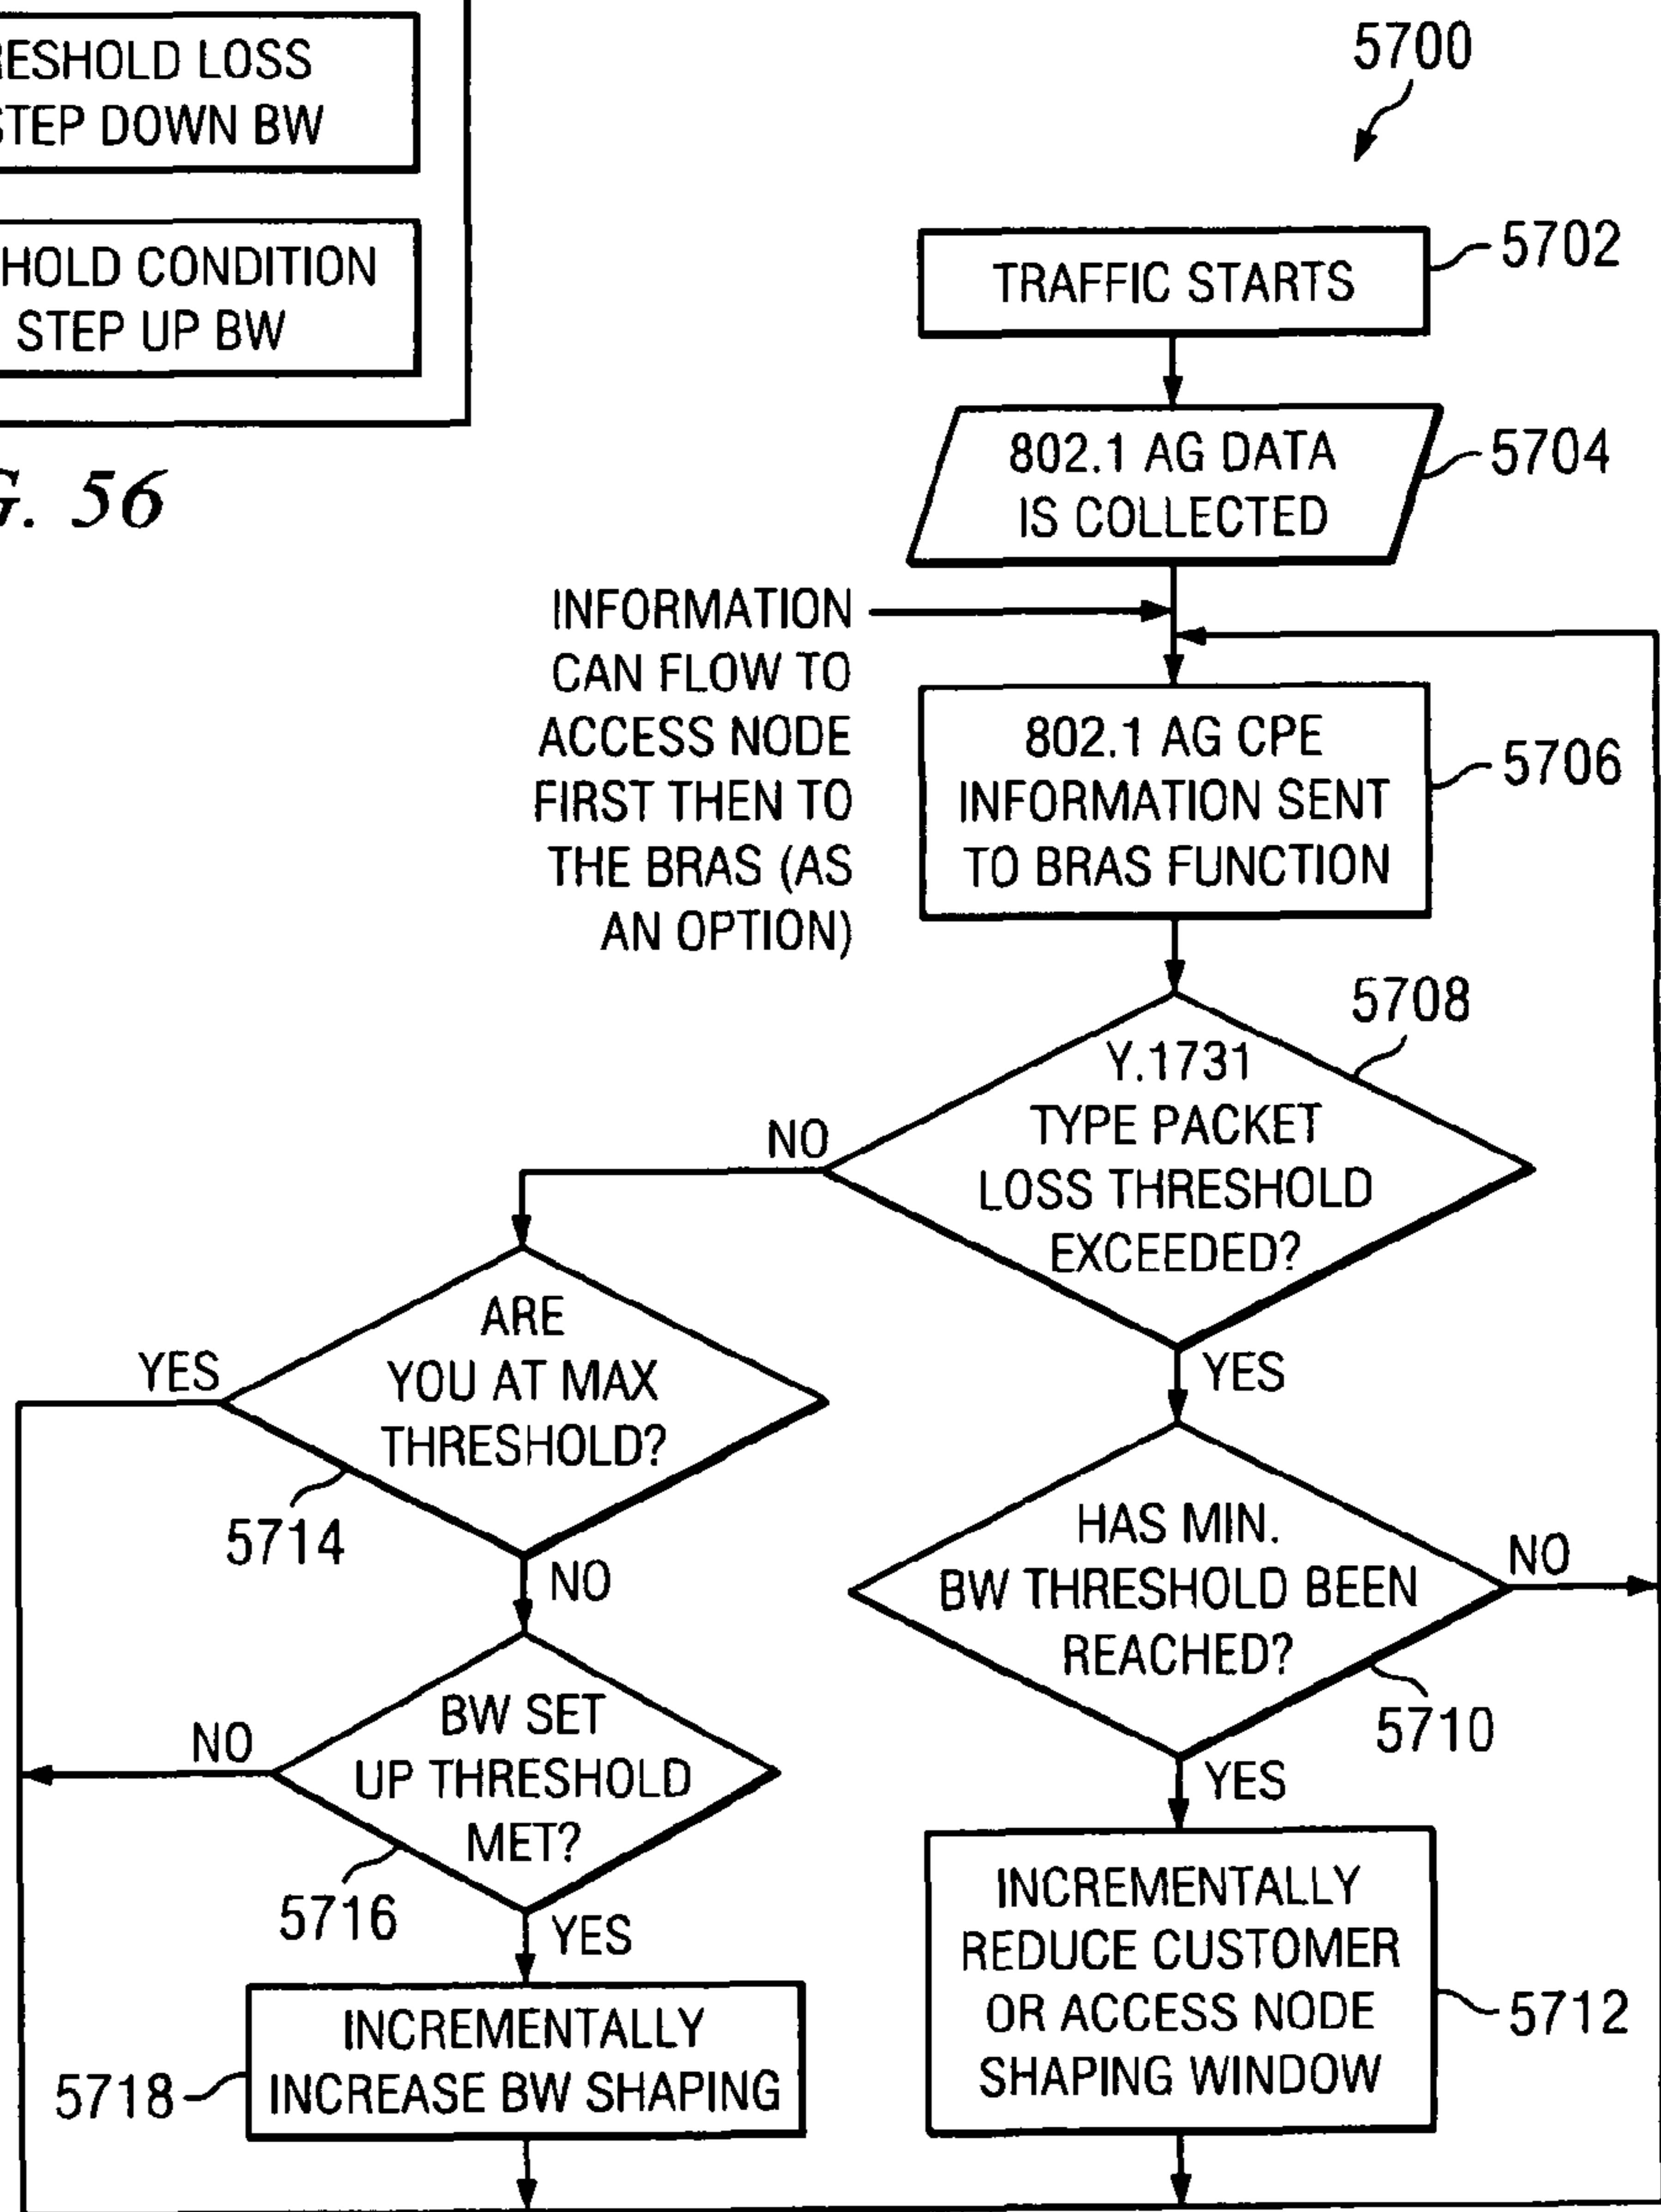 RESHOLD LOSS
STEP DOWN BW
HOLD CONDITION
STEP UP BW
G. 56
5700
TRAFFIC STARTS
5702
802.1 AG DATA
IS COLLECTED
5704
INFORMATION
CAN FLOW TO
ACCESS NODE
FIRST THEN TO
THE BRAS (AS
AN OPTION)
802.1 AG CPE
INFORMATION SENT
TO BRAS FUNCTION
5706
5708
Y.1731
TYPE PACKET
LOSS THRESHOLD
EXCEEDED?
NO
YES
ARE
YOU AT MAX
THRESHOLD?
YES
5714
NO
HAS MIN.
BW THRESHOLD BEEN
REACHED?
NO
5710
YES
BW SET
UP THRESHOLD
MET?
NO
5716
YES
INCREMENTALLY
REDUCE CUSTOMER
OR ACCESS NODE
SHAPING WINDOW
5712
INCREMENTALLY
INCREASE BW SHAPING
5718